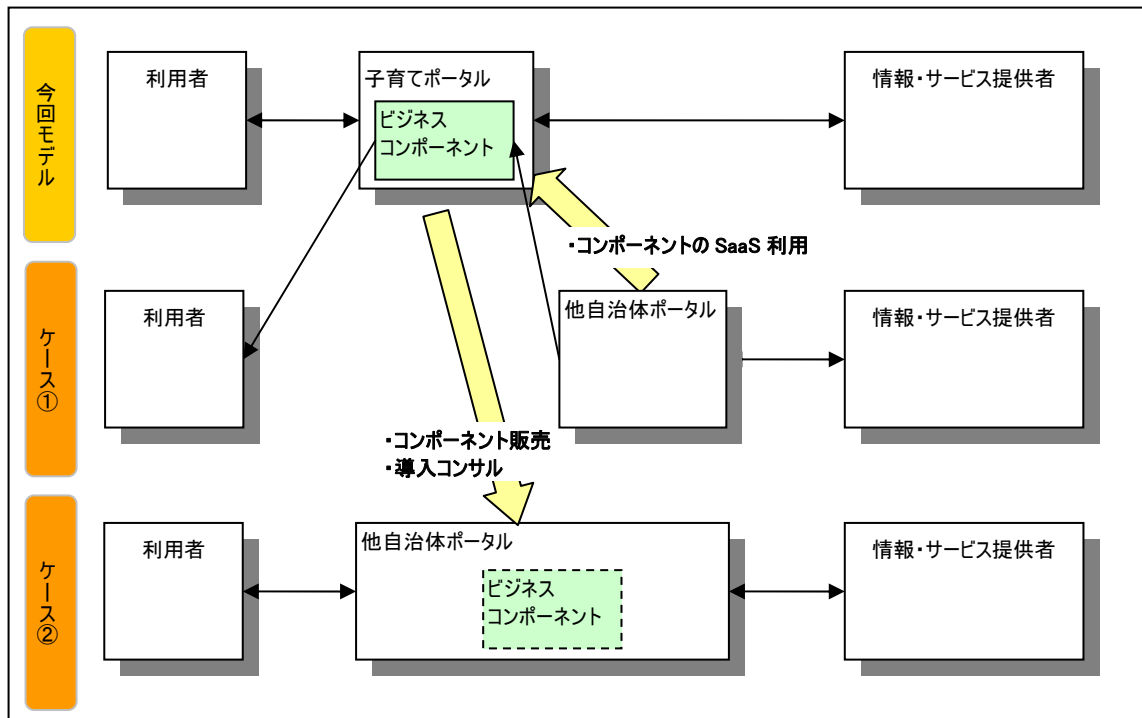 今回モデル
利用者
子育てポータル
ビジネス
コンポーネント
情報・サービス提供者
・コンポーネントの SaaS 利用
ケース①
利用者
他自治体ポータル
情報・サービス提供者
・コンポーネント販売
・導入コンサル
ケース②
利用者
他自治体ポータル
ビジネス
コンポーネント
情報・サービス提供者